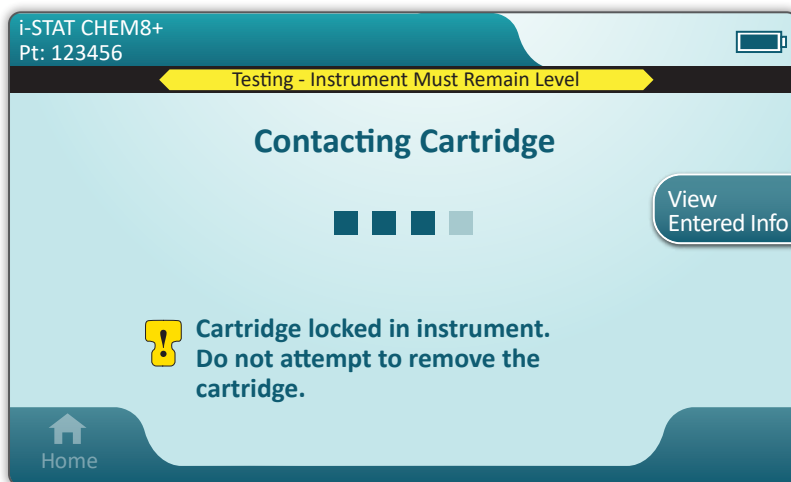 i-STAT CHEM8+
Pt: 123456
Testing - Instrument Must Remain Level
Contacting Cartridge
View
Entered Info
Cartridge locked in instrument.
Do not attempt to remove the
cartridge.
Home